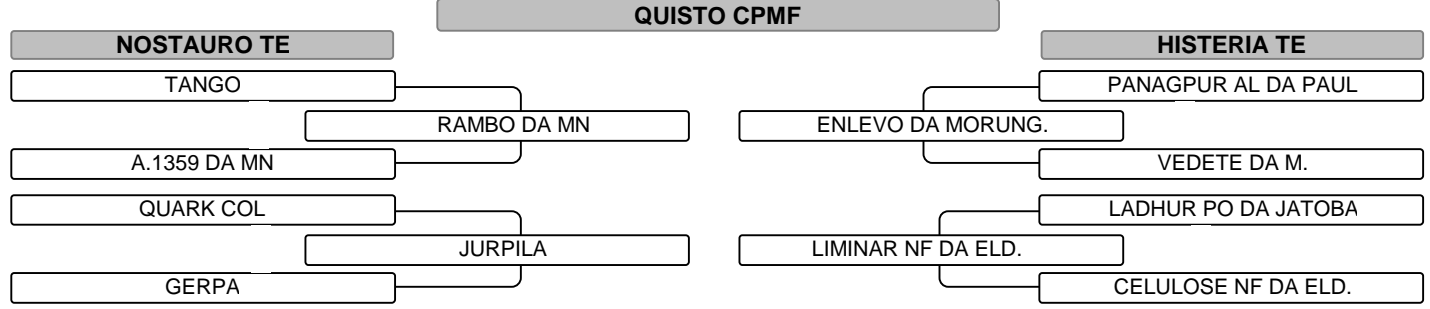 QUISTO CPMF
NOSTAURO TE
HISTERIA TE
TANGO
PANAGPUR AL DA PAUL
RAMBO DA MN
ENLEVO DA MORUNG.
A.1359 DA MN
VEDETE DA M.
QUARK COL
LADHUR PO DA JATOBA
JURPILA
LIMINAR NF DA ELD.
GERPA
CELULOSE NF DA ELD.